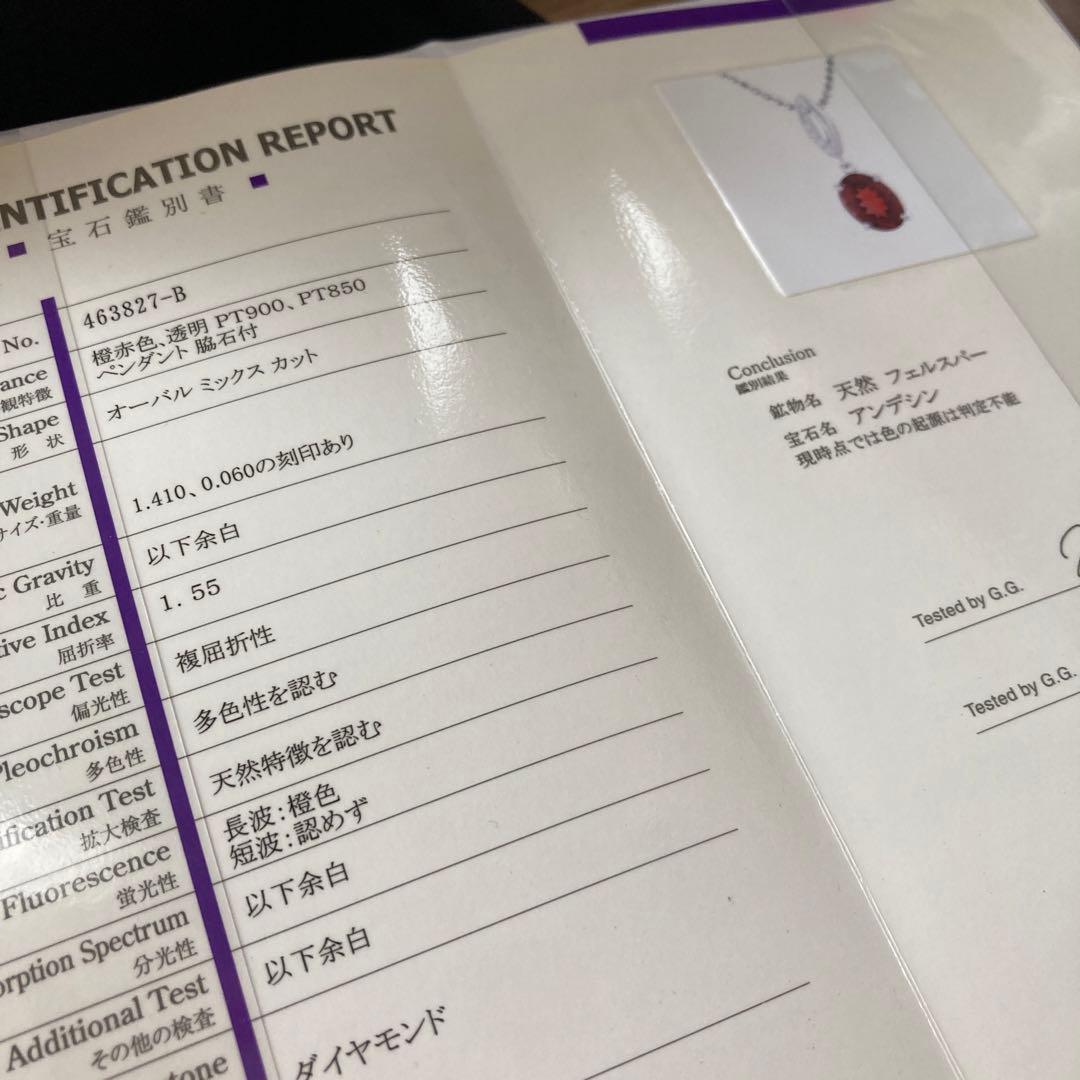 NTIFICATION REPORT
宝石鑑別書
No. 463827-B
ance 橙赤色、透明 PT900、PT850
観特徴 ペンダント 脇石付
Shape オーバル ミックス カット
形 状
Weight 1.410、0.060の刻印あり
サイズ・重量
c Gravity 以下余白
比 重
tive Index 1. 55
屈折率
scope Test 複屈折性
偏光性
Pleochroism 多色性を認む
多色性
ification Test 天然特徴を認む
拡大検査
Fluorescence 長波:橙色
蛍光性 短波:認めず
orption Spectrum 以下余白
分光性
Additional Test 以下余白
その他の検査
tone ダイヤモンド
Conclusion
鑑別結果
鉱物名 天然 フェルスパー
宝石名 アンデシン
現時点では色の起源は判定不能
Tested by G.G.
Tested by G.G.